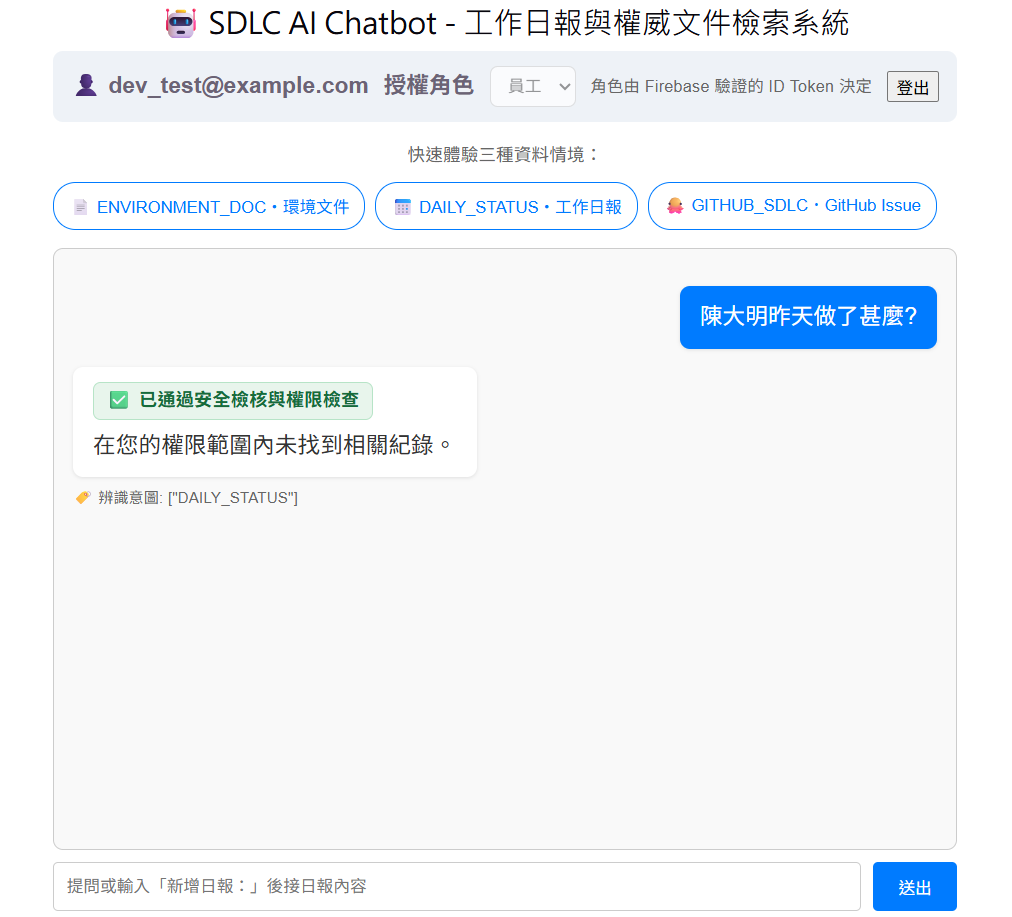 SDLC AI Chatbot - 工作日報與權威文件檢索系統
dev_test@example.com 授權角色 員工 角色由 Firebase 驗證的 ID Token 決定 登出
快速體驗三種資料情境：
ENVIRONMENT_DOC・環境文件 DAILY_STATUS・工作日報 GITHUB_SDLC・GitHub Issue
陳大明昨天做了甚麼?
已通過安全檢核與權限檢查
在您的權限範圍內未找到相關紀錄。
辨識意圖: ["DAILY_STATUS"]
提問或輸入「新增日報：」後接日報內容 送出